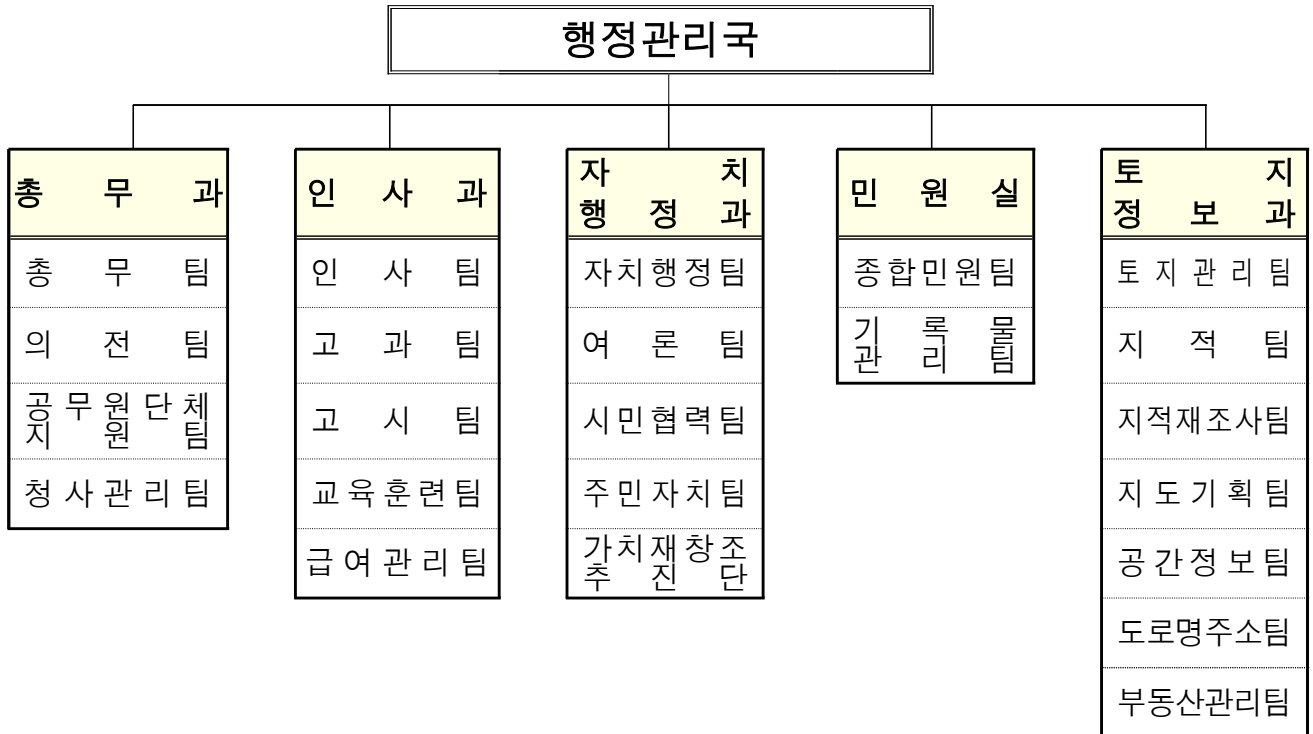 행정관리국
총 무 과
총 무 팀
의 전 팀
공무원단체
지 원 팀
청사관리팀
인 사 과
인 사 팀
고 과 팀
고 시 팀
교육훈련팀
급여관리팀
자 치
행 정 과
자치행정팀
여 론 팀
시민협력팀
주민자치팀
가치재창조
추 진 단
민 원 실
종합민원팀
기 록 물
관 리 팀
토 지
정 보 과
토지관리팀
지 적 팀
지적재조사팀
지도기획팀
공간정보팀
도로명주소팀
부동산관리팀